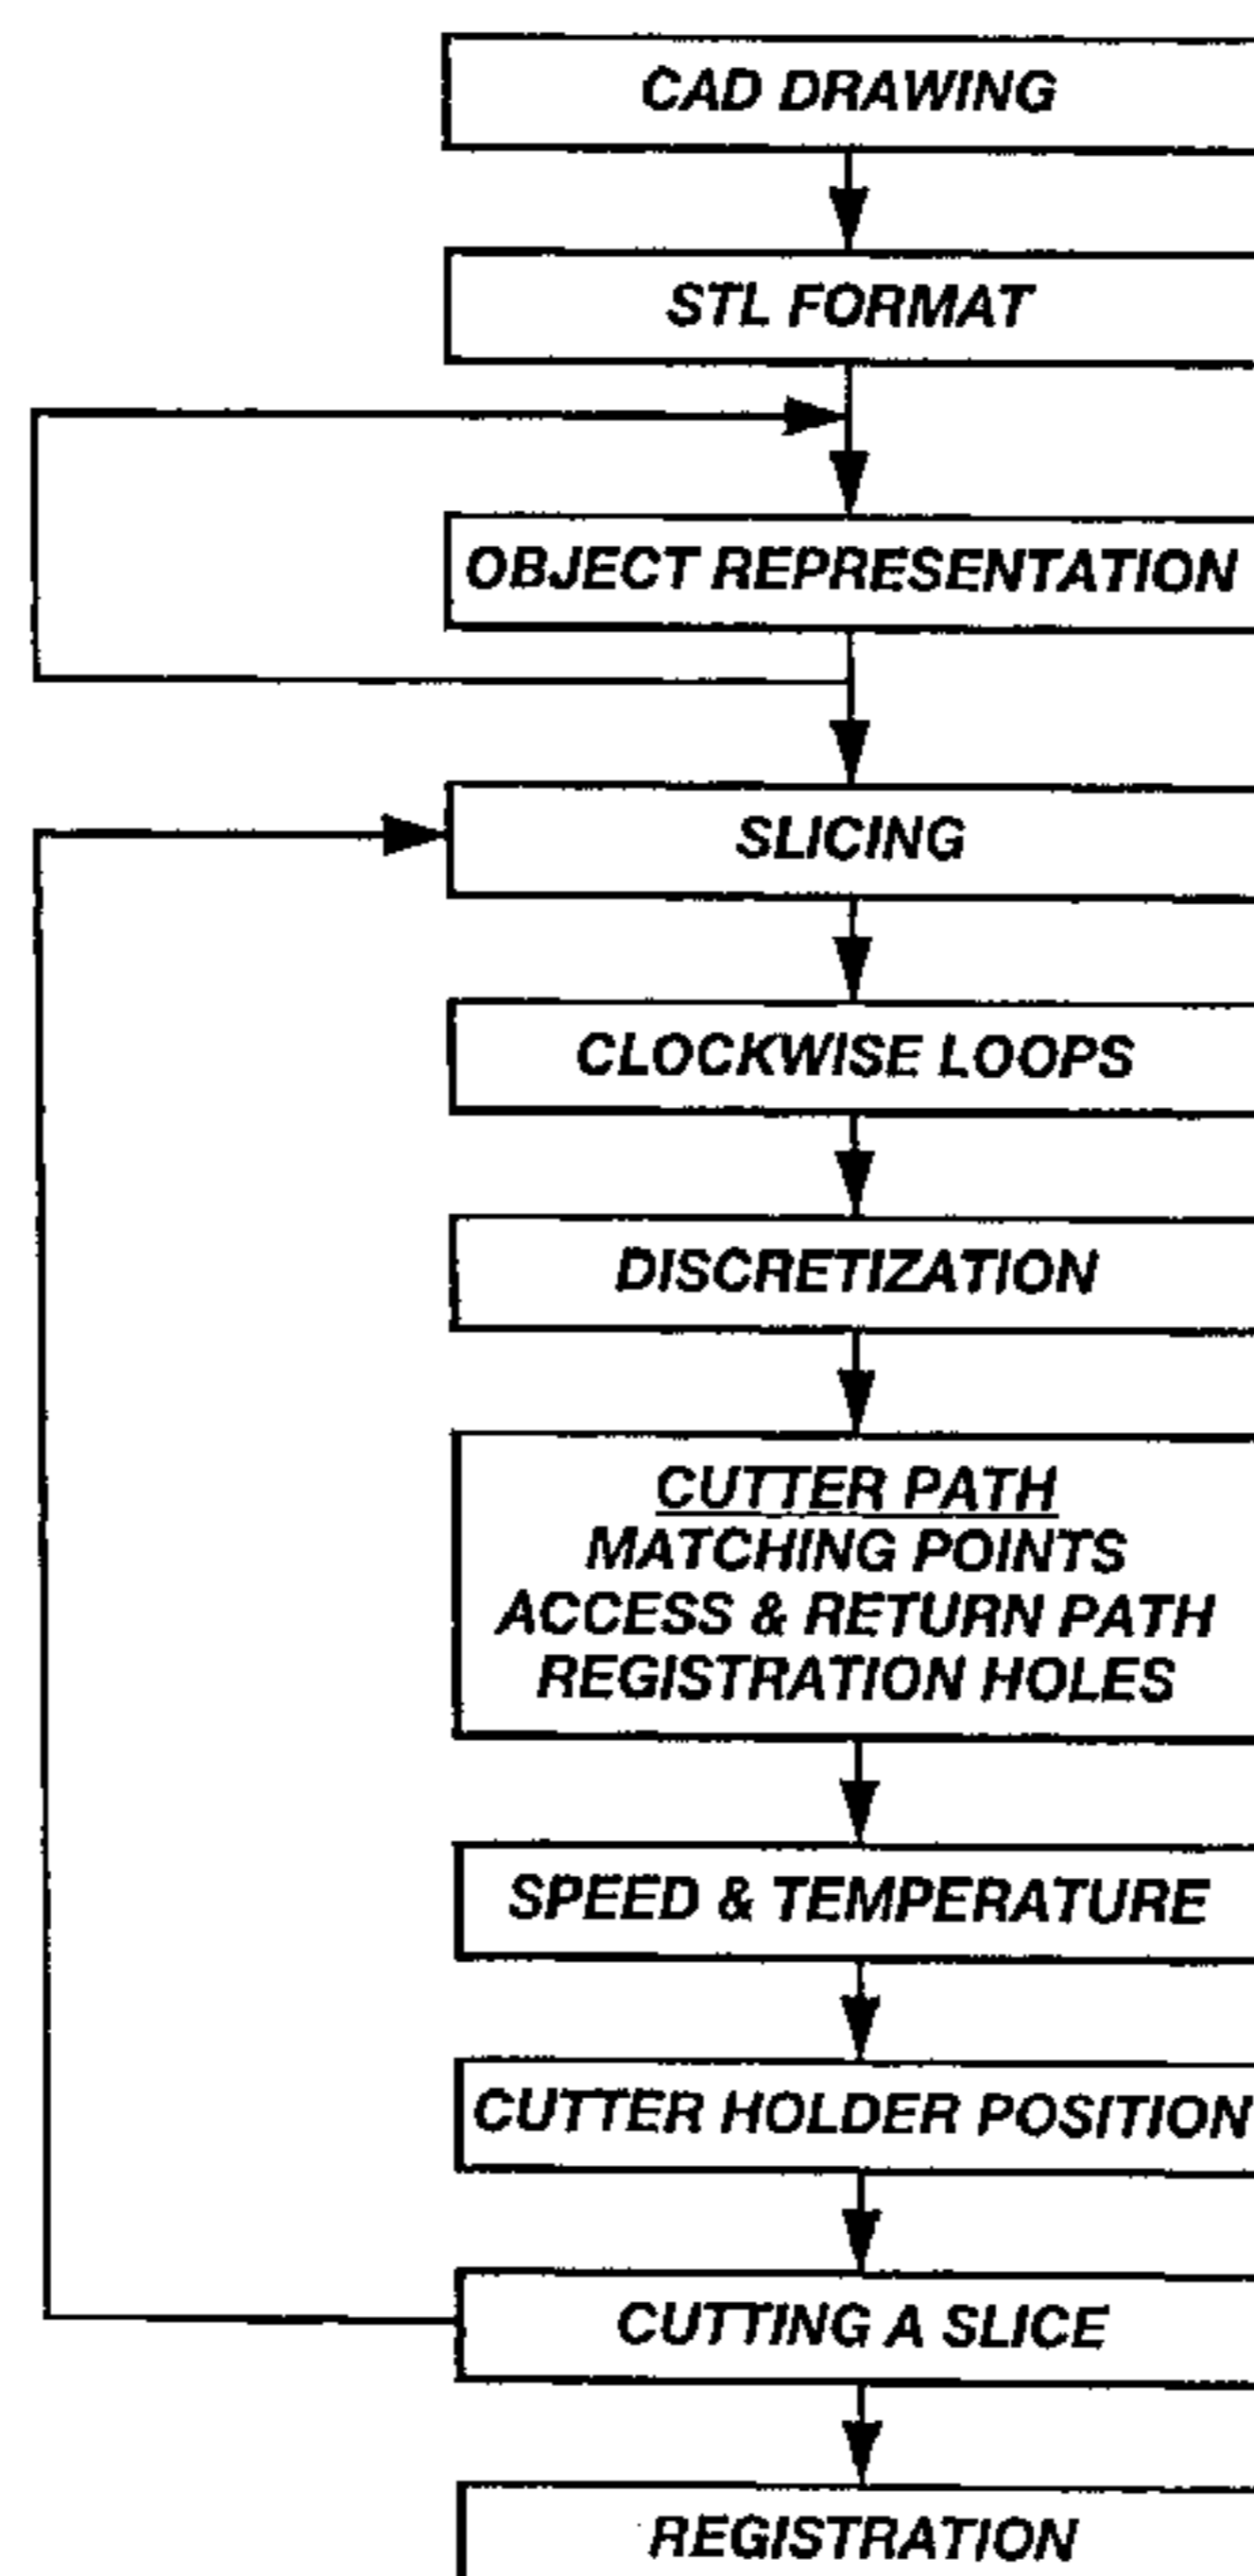 CAD DRAWING
STL FORMAT
OBJECT REPRESENTATION
SLICING
CLOCKWISE LOOPS
DISCRETIZATION
CUTTER PATH
MATCHING POINTS
ACCESS & RETURN PATH
REGISTRATION HOLES
SPEED & TEMPERATURE
CUTTER HOLDER POSITION
CUTTING A SLICE
REGISTRATION